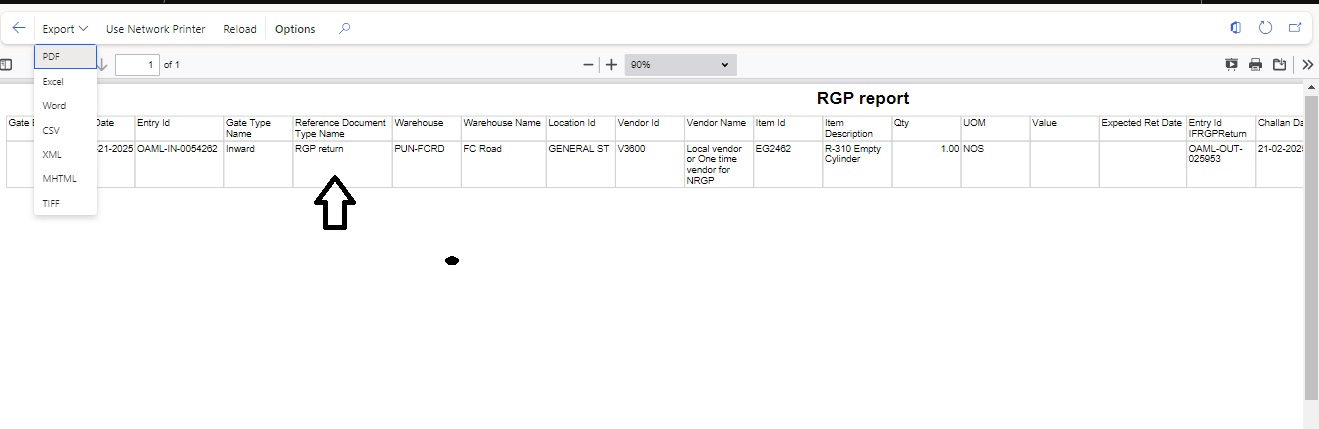 Export Use Network Printer Reload Options
PDF
Excel
Word
CSV
XML
MHTML
TIFF
1 of 1
90%
RGP report
Gate Date Entry Id Gate Type Name Reference Document Type Name Warehouse Warehouse Name Location Id Vendor Id Vendor Name Item Id Item Description Qty UOM Value Expected Ret Date Entry Id IFRGPReturn Challan Da
-21-2025 OAML-IN-0054262 Inward RGP return PUN-FCRD FC Road GENERAL ST V3600 Local vendor or One time vendor for NRGP EG2462 R-310 Empty Cylinder 1.00 NOS OAML-OUT-025953 21-02-202